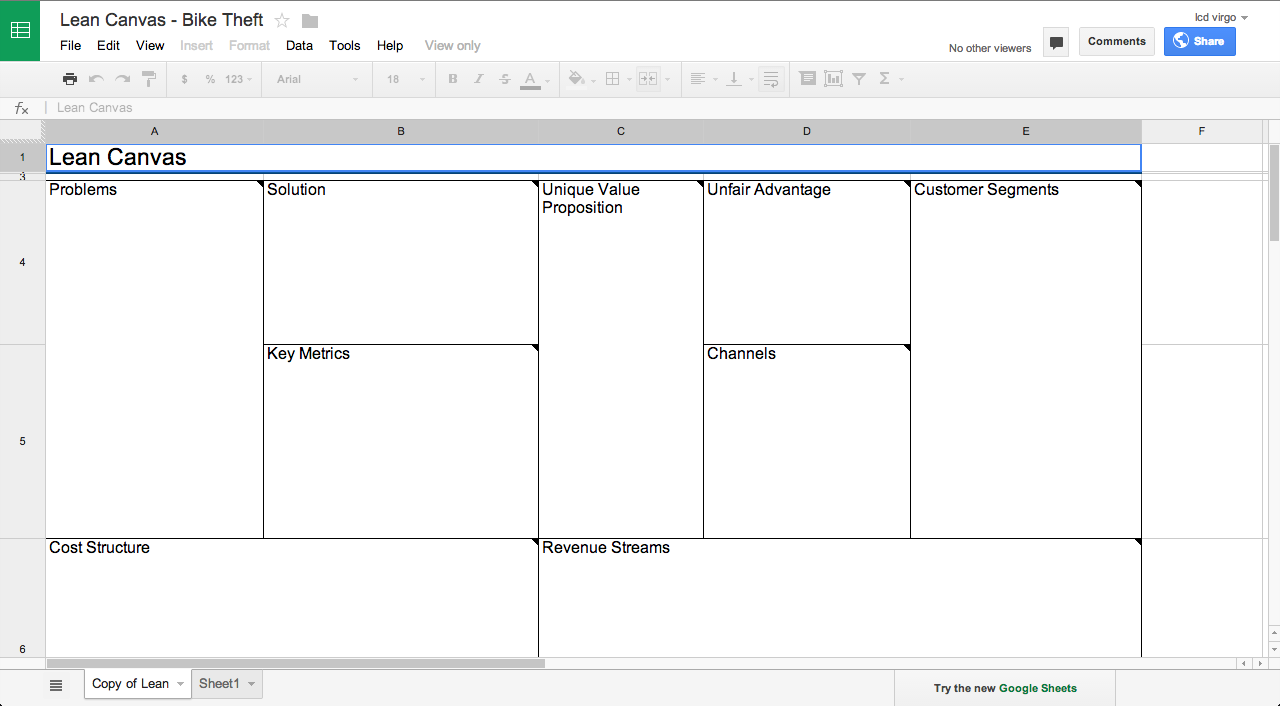 Lean Canvas - Bike Theft
lcd virgo
File Edit View Insert Format Data Tools Help View only
No other viewers
Comments
Share
$ % 123 Arial 18 B I S A Σ
fx Lean Canvas
A B C D E F
1 Lean Canvas
3
4
Problems
Solution
Unique Value
Proposition
Unfair Advantage
Customer Segments
5
Key Metrics
Channels
6
Cost Structure
Revenue Streams
Copy of Lean
Sheet1
Try the new Google Sheets